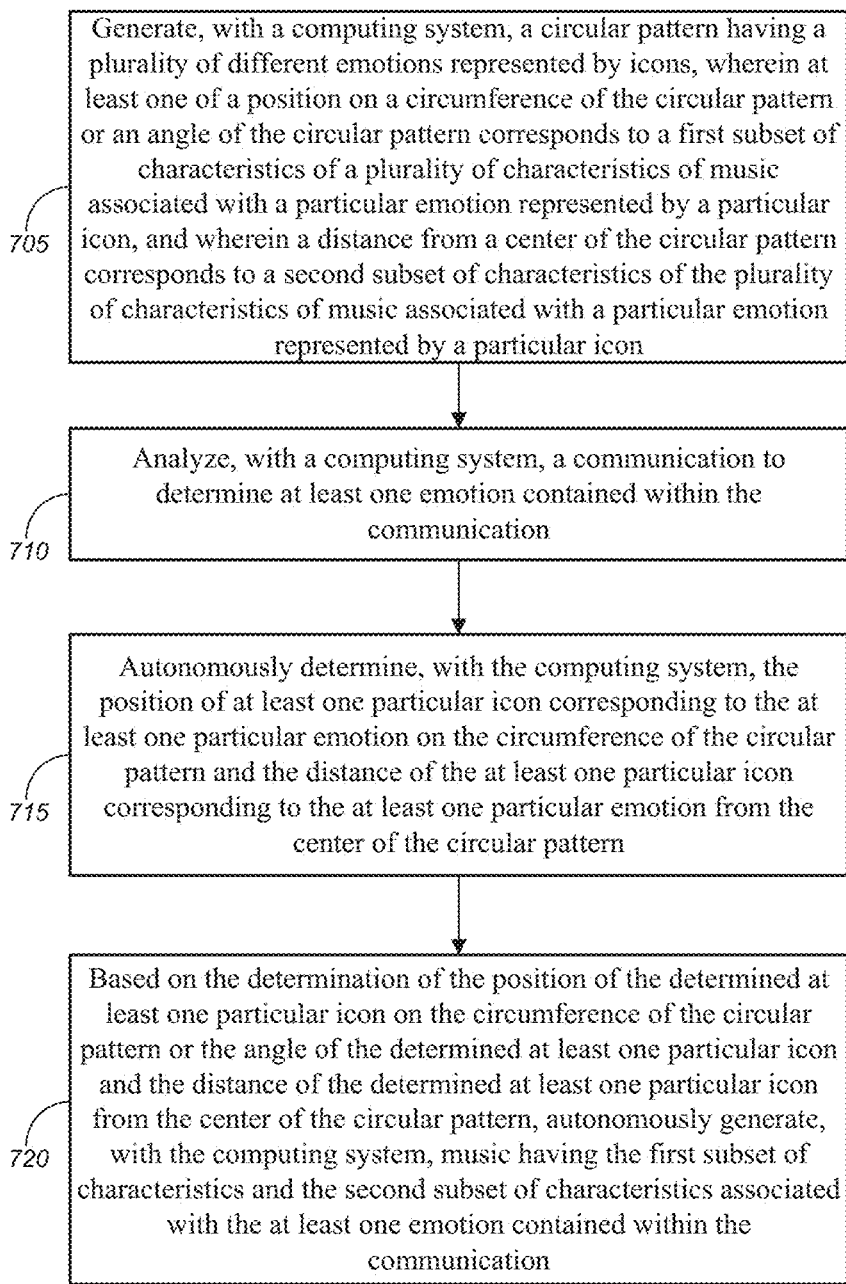 Generate, with a computing system, a circular pattern having a
plurality of different emotions represented by icons, wherein at
least one of a position on a circumference of the circular pattern
or an angle of the circular pattern corresponds to a first subset of
characteristics of a plurality of characteristics of music
associated with a particular emotion represented by a particular
icon, and wherein a distance from a center of the circular pattern
corresponds to a second subset of characteristics of the plurality
of characteristics of music associated with a particular emotion
represented by a particular icon
705
Analyze, with a computing system, a communication to
determine at least one emotion contained within the
communication
710
Autonomously determine, with the computing system, the
position of at least one particular icon corresponding to the at
least one particular emotion on the circumference of the circular
pattern and the distance of the at least one particular icon
corresponding to the at least one particular emotion from the
center of the circular pattern
715
Based on the determination of the position of the determined at
least one particular icon on the circumference of the circular
pattern or the angle of the determined at least one particular icon
and the distance of the determined at least one particular icon
from the center of the circular pattern, autonomously generate,
with the computing system, music having the first subset of
characteristics and the second subset of characteristics associated
with the at least one emotion contained within the
communication
720